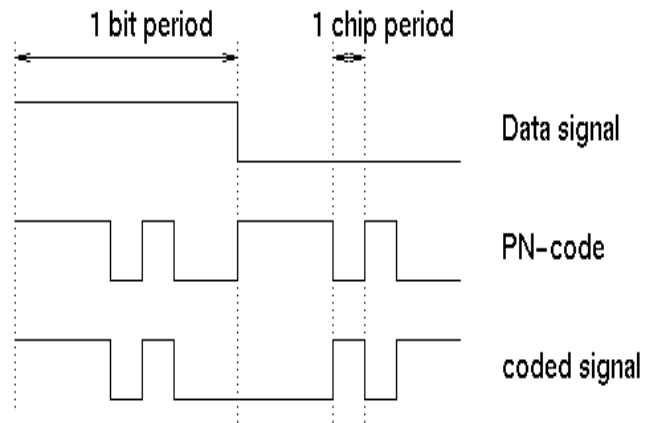 1 bit period
1 chip period
Data signal
PN-code
coded signal